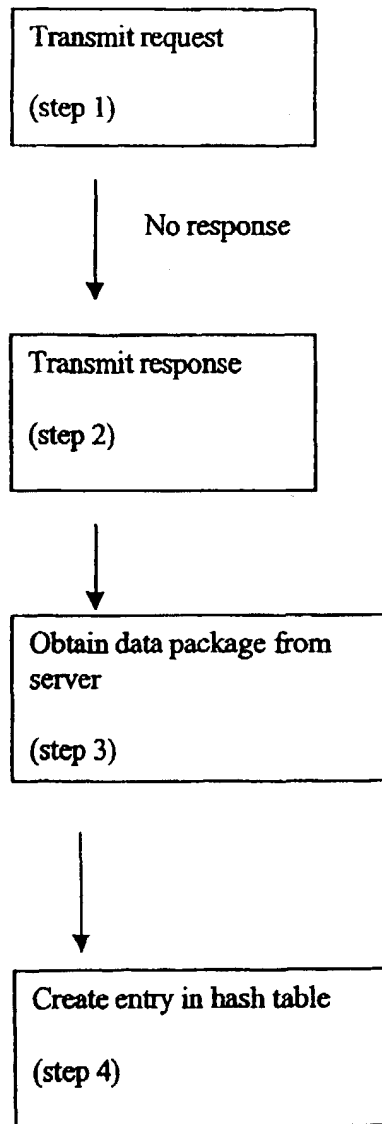 Transmit request
(step 1)
No response
Transmit response
(step 2)
Obtain data package from
server
(step 3)
Create entry in hash table
(step 4)